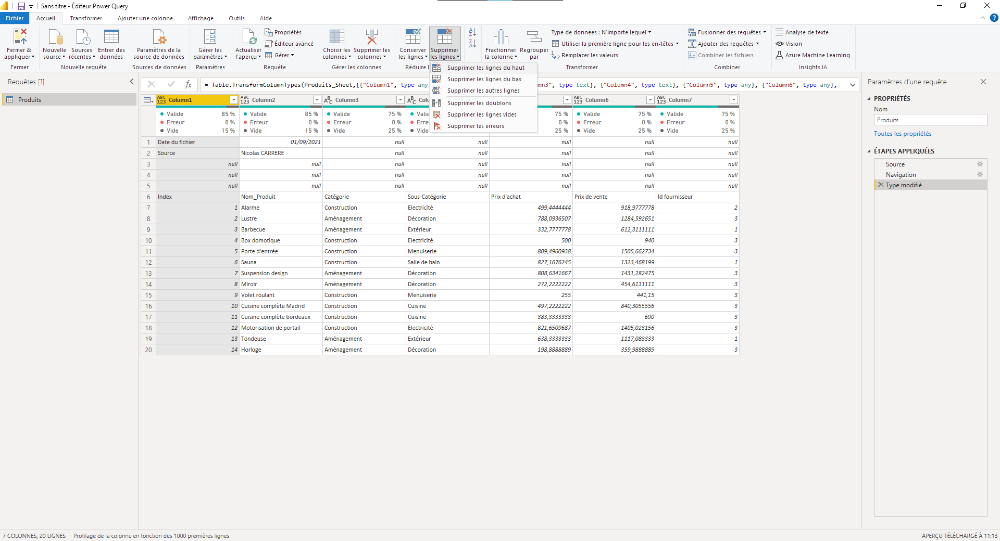 Sans titre - Éditeur Power Query
Fichier Accueil Transformer Ajouter une colonne Affichage Outils Aide
Fermer & appliquer
Fermer
Nouvelle source
Sources récentes
Entrer des données
Nouvelle requête
Paramètres de la source de données
Sources de données
Gérer les paramètres
Paramètres
Actualiser l'aperçu
Propriétés
Éditeur avancé
Gérer
Requête
Choisir les colonnes
Supprimer les colonnes
Gérer les colonnes
Conserver les lignes
Supprimer les lignes
Réduire l
Fractionner la colonne
Regrouper par
Type de données : N'importe lequel
Utiliser la première ligne pour les en-têtes
Remplacer les valeurs
Transformer
Fusionner des requêtes
Ajouter des requêtes
Combiner les fichiers
Combiner
Analyse de texte
Vision
Azure Machine Learning
Insights IA
Supprimer les lignes du haut
Supprimer les lignes du bas
Supprimer les autres lignes
Supprimer les doublons
Supprimer les lignes vides
Supprimer les erreurs
Requêtes [1]
Produits
= Table.TransformColumnTypes(Produits_Sheet,{{"Column1", type any mn3", type text}, {"Column4", type text}, {"Column5", type any}, {"Column6", type any},
Column1 Column2 Column3 Colu Column6 Column7
Valide 85 % Valide 85 % Valide 75 % Valid 75 % Valide 75 % Valide 75 %
Erreur 0 % Erreur 0 % Erreur 0 % Erre 0 % Erreur 0 % Erreur 0 %
Vide 15 % Vide 15 % Vide 25 % Vide 25 % Vide 25 % Vide 25 %
1 Date du fichier 01/09/2021 null null null null null
2 Source Nicolas CARRERE null null null null null
3 null null null null null null null
4 null null null null null null null
5 null null null null null null null
6 Index Nom_Produit Catégorie Sous-Catégorie Prix d'achat Prix de vente Id fournisseur
7 1 Alarme Construction Electricité 499,4444444 918,9777778 2
8 2 Lustre Aménagement Décoration 788,0936507 1284,592651 3
9 3 Barbecue Aménagement Extérieur 332,7777778 612,3111111 1
10 4 Box domotique Construction Electricité 500 940 3
11 5 Porte d'entrée Construction Menuiserie 809,4960938 1505,662734 3
12 6 Sauna Construction Salle de bain 827,1676245 1323,468199 1
13 7 Suspension design Aménagement Décoration 808,6341667 1431,282475 3
14 8 Miroir Aménagement Décoration 272,2222222 454,6111111 3
15 9 Volet roulant Construction Menuiserie 255 441,15 3
16 10 Cuisine complète Madrid Construction Cuisine 497,2222222 840,3055556 3
17 11 Cuisine complète bordeaux Construction Cuisine 383,3333333 690 3
18 12 Motorisation de portail Construction Electricité 821,6509687 1405,023156 3
19 13 Tondeuse Aménagement Extérieur 638,3333333 1117,083333 1
20 14 Horloge Aménagement Décoration 198,8888889 359,9888889 3
Paramètres d'une requête
PROPRIÉTÉS
Nom
Produits
Toutes les propriétés
ÉTAPES APPLIQUÉES
Source
Navigation
Type modifié
7 COLONNES, 20 LIGNES Profilage de la colonne en fonction des 1000 premières lignes
APERÇU TÉLÉCHARGÉ À 11:13